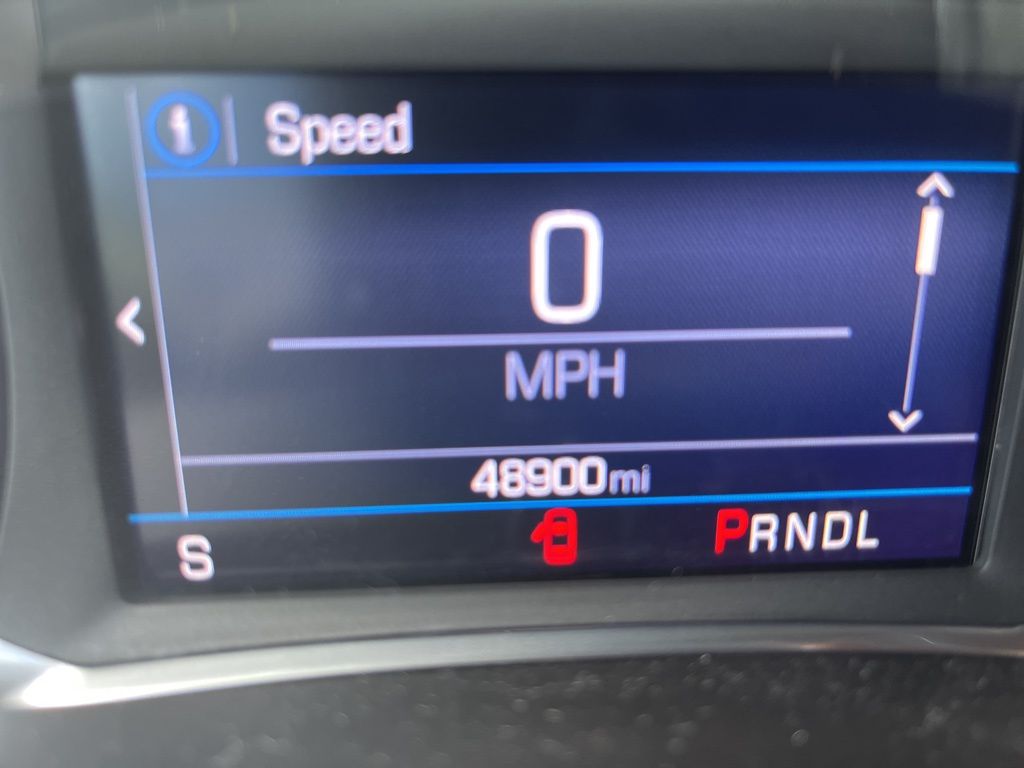 i Speed
0
MPH
48900mi
S PRNDL